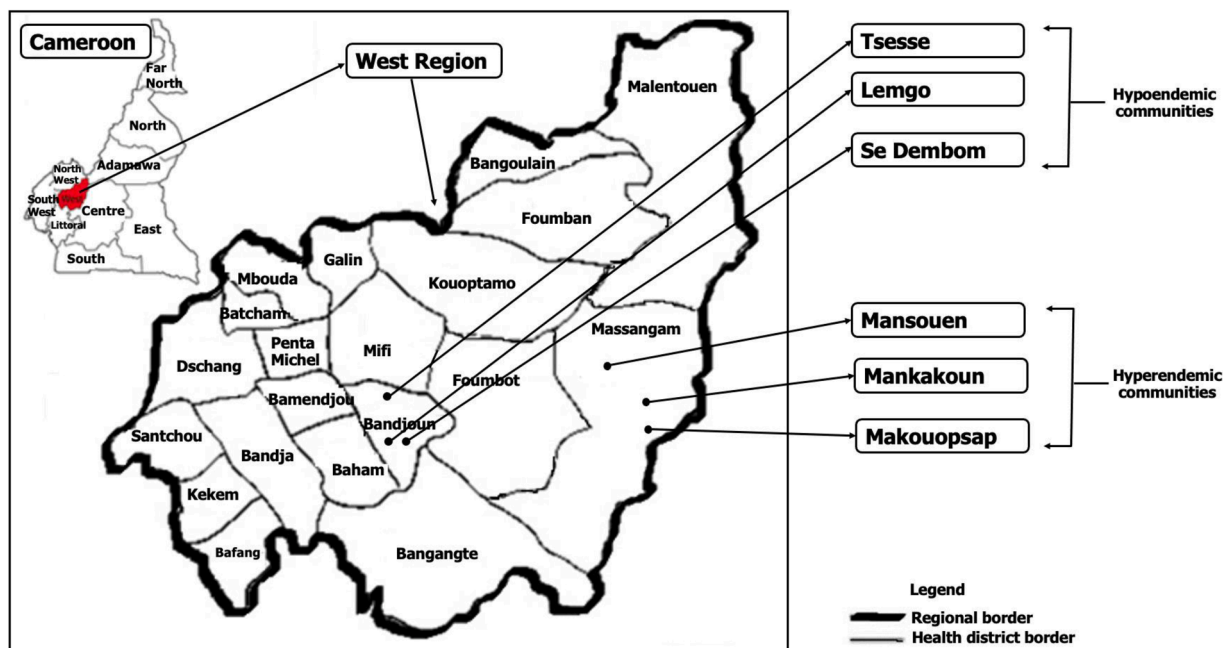 Cameroon
Far
North
North
Adamawa
North
West
South
West
West
Centre
Littoral
East
South
West Region
Malentouen
Bangoulain
Foumban
Galin
Kouoptamo
Mbouda
Batcham
Massangam
Penta
Michel
Mifi
Dschang
Foumbot
Bamendjou
Bandjoun
Santchou
Bandja
Baham
Kekem
Bafang
Bangangte
Tsesse
Lemgo
Se Dembom
Hypoendemic
communities
Mansouen
Mankakoun
Makouopsap
Hyperendemic
communities
Legend
Regional border
Health district border